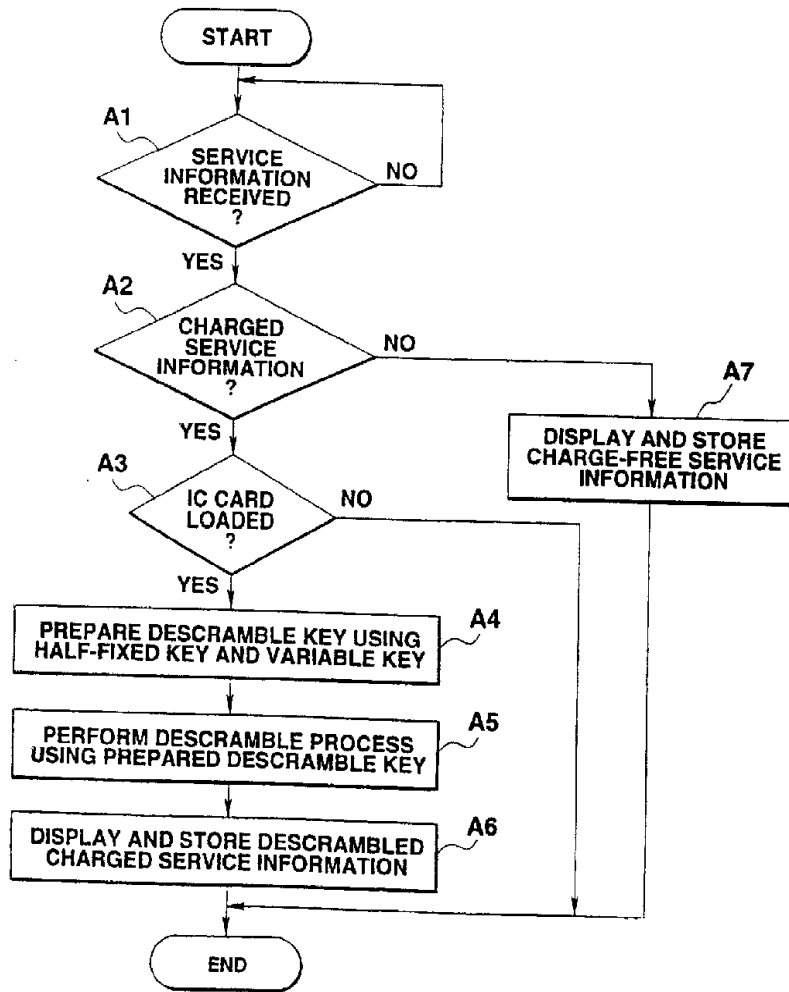 START
A1
SERVICE
INFORMATION
RECEIVED
?
NO
YES
A2
CHARGED
SERVICE
INFORMATION
?
NO
YES
A7
DISPLAY AND STORE
CHARGE-FREE SERVICE
INFORMATION
A3
IC CARD
LOADED
?
NO
YES
A4
PREPARE DESCRAMBLE KEY USING
HALF-FIXED KEY AND VARIABLE KEY
A5
PERFORM DESCRAMBLE PROCESS
USING PREPARED DESCRAMBLE KEY
A6
DISPLAY AND STORE DESCRAMBLED
CHARGED SERVICE INFORMATION
END